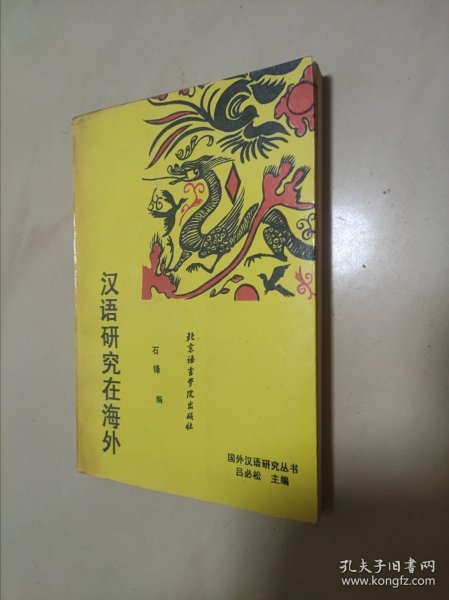 汉语研究在海外
石锋 编
北京语言学院出版社
国外汉语研究丛书
吕必松 主编
孔夫子旧书网
www.kongfz.com